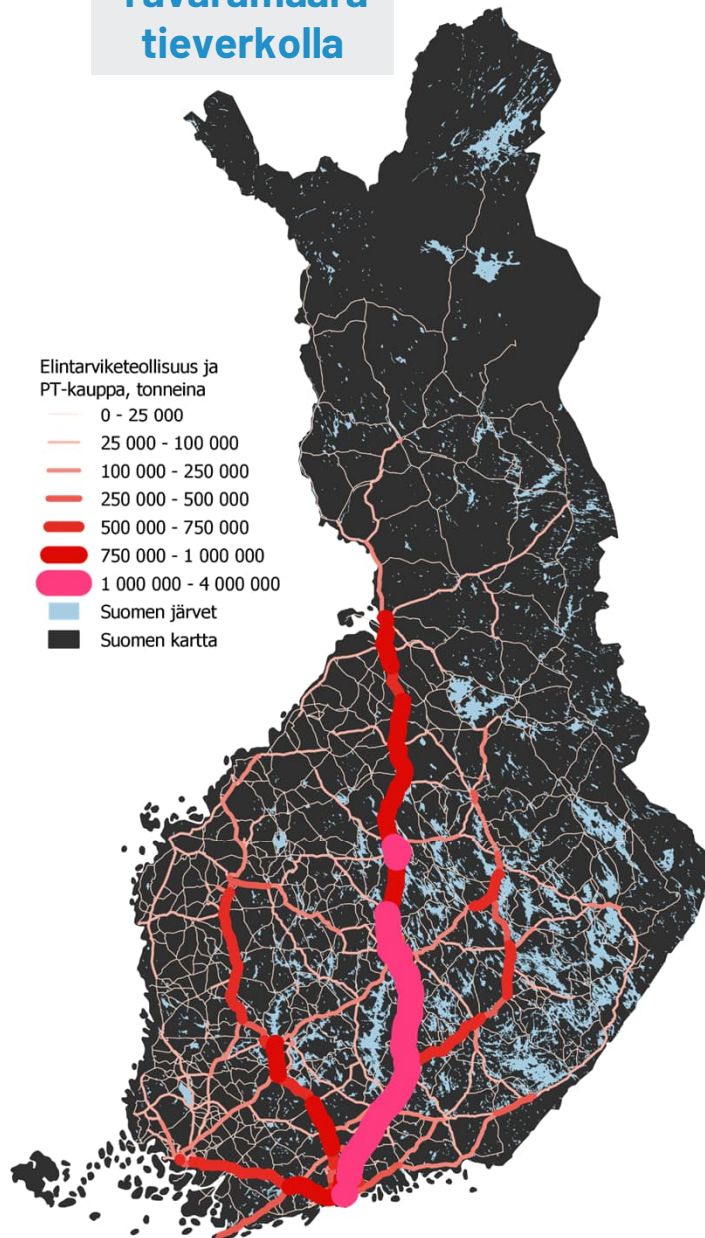 Tavaramäärä
tieverkolla
Elintarviketeollisuus ja
PT-kauppa, tonneina
0 - 25 000
25 000 - 100 000
100 000 - 250 000
250 000 - 500 000
500 000 - 750 000
750 000 - 1 000 000
1 000 000 - 4 000 000
Suomen järvet
Suomen kartta